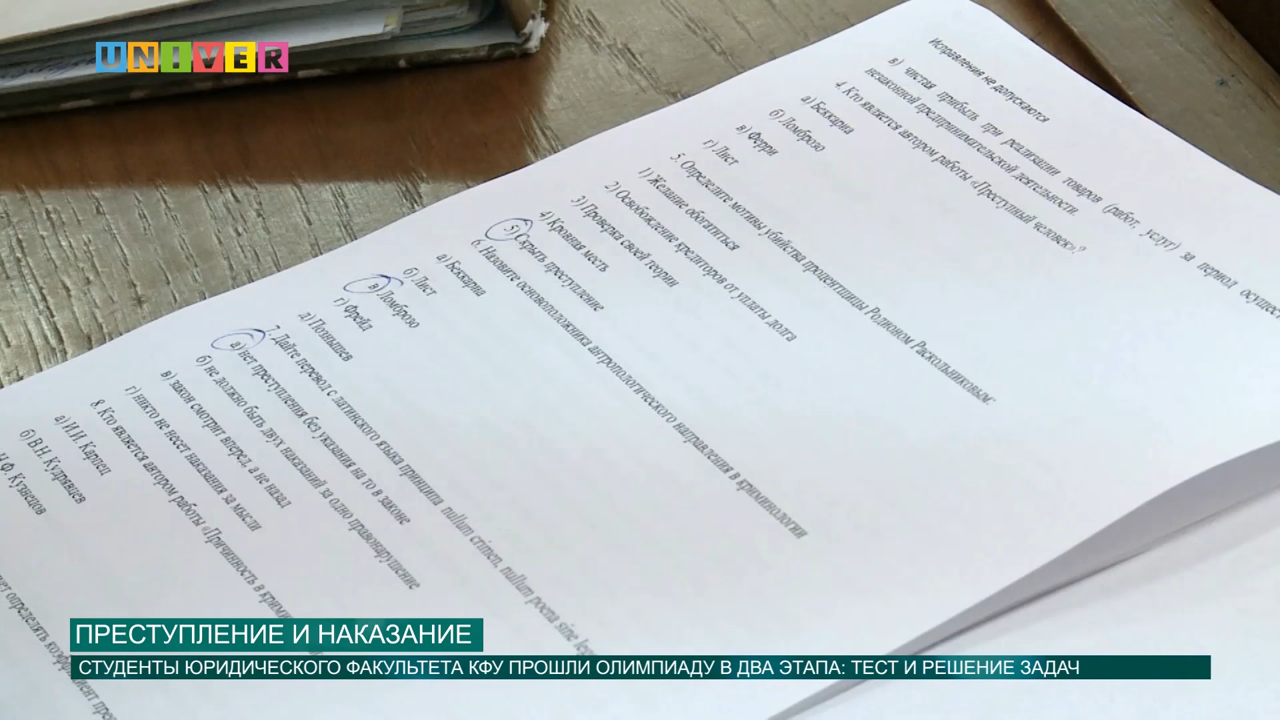 UNIVER
Исправления не допускаются
в) чистая прибыль при реализации товаров (работ, услуг) за период
незаконной предпринимательской деятельности.
4. Кто является автором работы «Преступный человек»?
а) Беккариа
б) Ломброзо
в) Ферри
г) Лист
5. Определите мотивы убийства процентщицы Родионом Раскольниковым:
1) Желание обогатиться
2) Освобождение кредиторов от уплаты долга
3) Проверка своей теории
4) Кровная месть
5) Скрыть преступление
6. Назовите основоположника антропологического направления в криминологии
а) Беккариа
б) Лист
в) Ломброзо
г) Фрейд
д) Познышев
7. Дайте перевод с латинского языка принципа nullum crimen, nullum poena sine
а) нет преступления без указания на то в законе
б) не должно быть двух наказаний за одно правонарушение
в) закон смотрит вперед, а не назад
г) никто не несет наказания за мысли
8. Кто является автором работы «Причинность в
а) И.И. Карпец
б) В.Н. Кудрявцев
Н.Ф. Кузнецов
определять
ПРЕСТУПЛЕНИЕ И НАКАЗАНИЕ
СТУДЕНТЫ ЮРИДИЧЕСКОГО ФАКУЛЬТЕТА КФУ ПРОШЛИ ОЛИМПИАДУ В ДВА ЭТАПА: ТЕСТ И РЕШЕНИЕ ЗАДАЧ